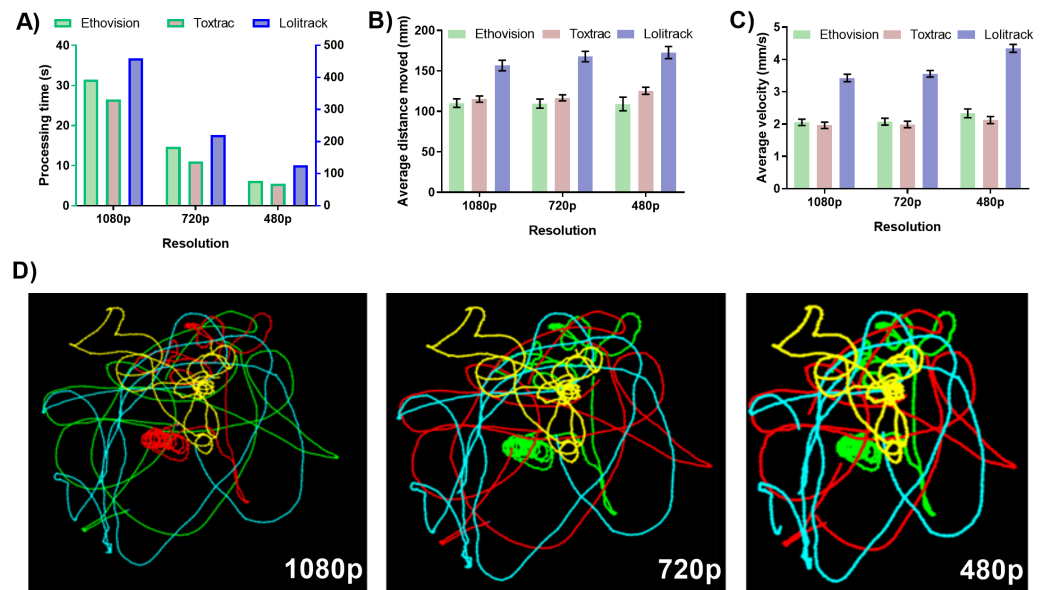 A)
Ethovision Toxtrac Lolitrack
Processing time (s)
40
30
20
10
0
500
400
300
200
100
0
1080p 720p 480p
Resolution
B)
Ethovision Toxtrac Lolitrack
Average distance moved (mm)
200
150
100
50
0
1080p 720p 480p
Resolution
C)
Ethovision Toxtrac Lolitrack
Average velocity (mm/s)
5
4
3
2
1
0
1080p 720p 480p
Resolution
D)
1080p 720p 480p